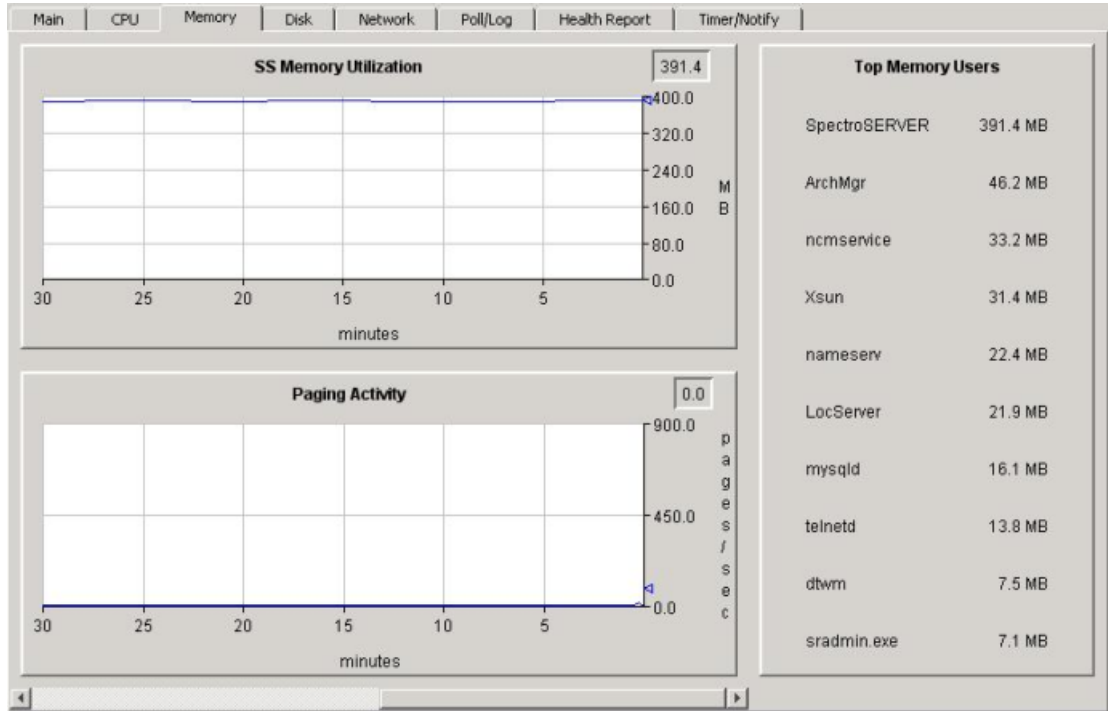 Main CPU Memory Disk Network Poll/Log Health Report Timer/Notify
SS Memory Utilization 391.4
400.0
320.0
240.0
160.0
80.0
0.0
MB
30 25 20 15 10 5
minutes
Paging Activity 0.0
900.0
450.0
0.0
pages/sec
30 25 20 15 10 5
minutes
Top Memory Users
SpectroSERVER 391.4 MB
ArchMgr 46.2 MB
ncmservice 33.2 MB
Xsun 31.4 MB
nameserv 22.4 MB
LocServer 21.9 MB
mysqld 16.1 MB
telnetd 13.8 MB
dtwm 7.5 MB
sradmin.exe 7.1 MB